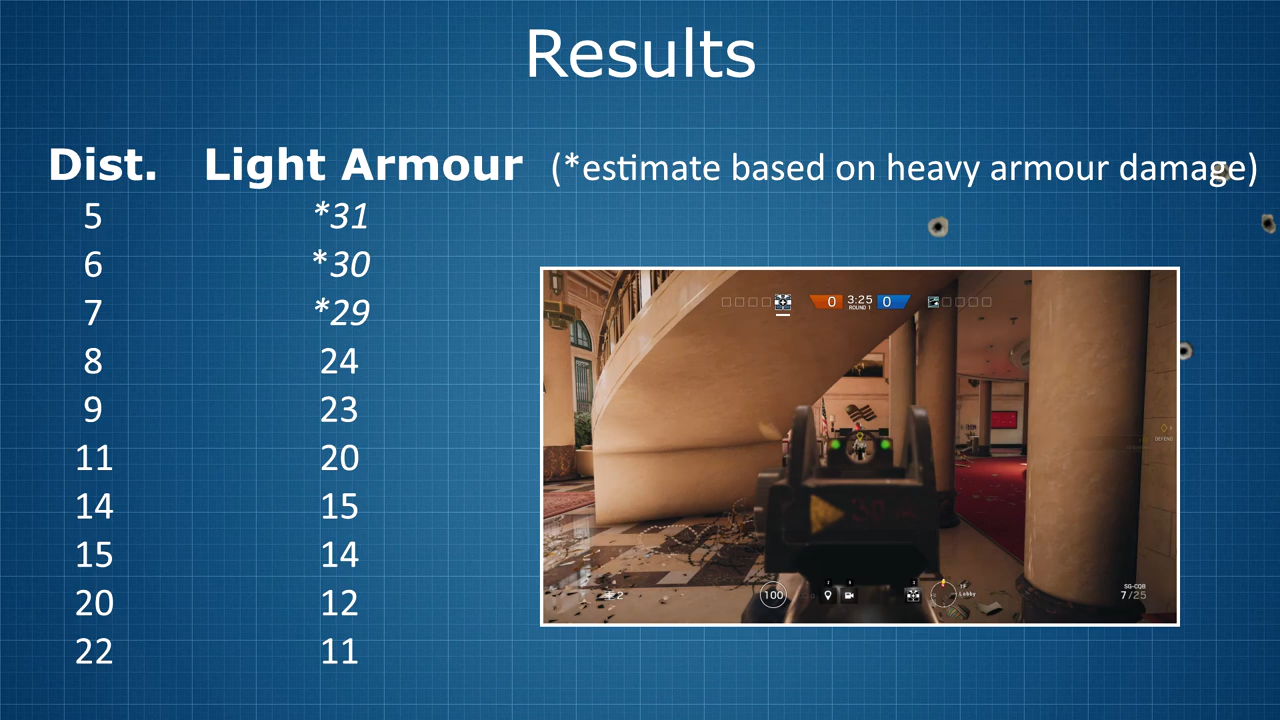 Results
Dist. Light Armour (*estimate based on heavy armour damage)
5 *31
6 *30
7 *29
8 24
9 23
11 20
14 15
15 14
20 12
22 11
0 3:25 0
ROUND 1
DEFEND
2
100
1F
Lobby
SG-CQB
7/25